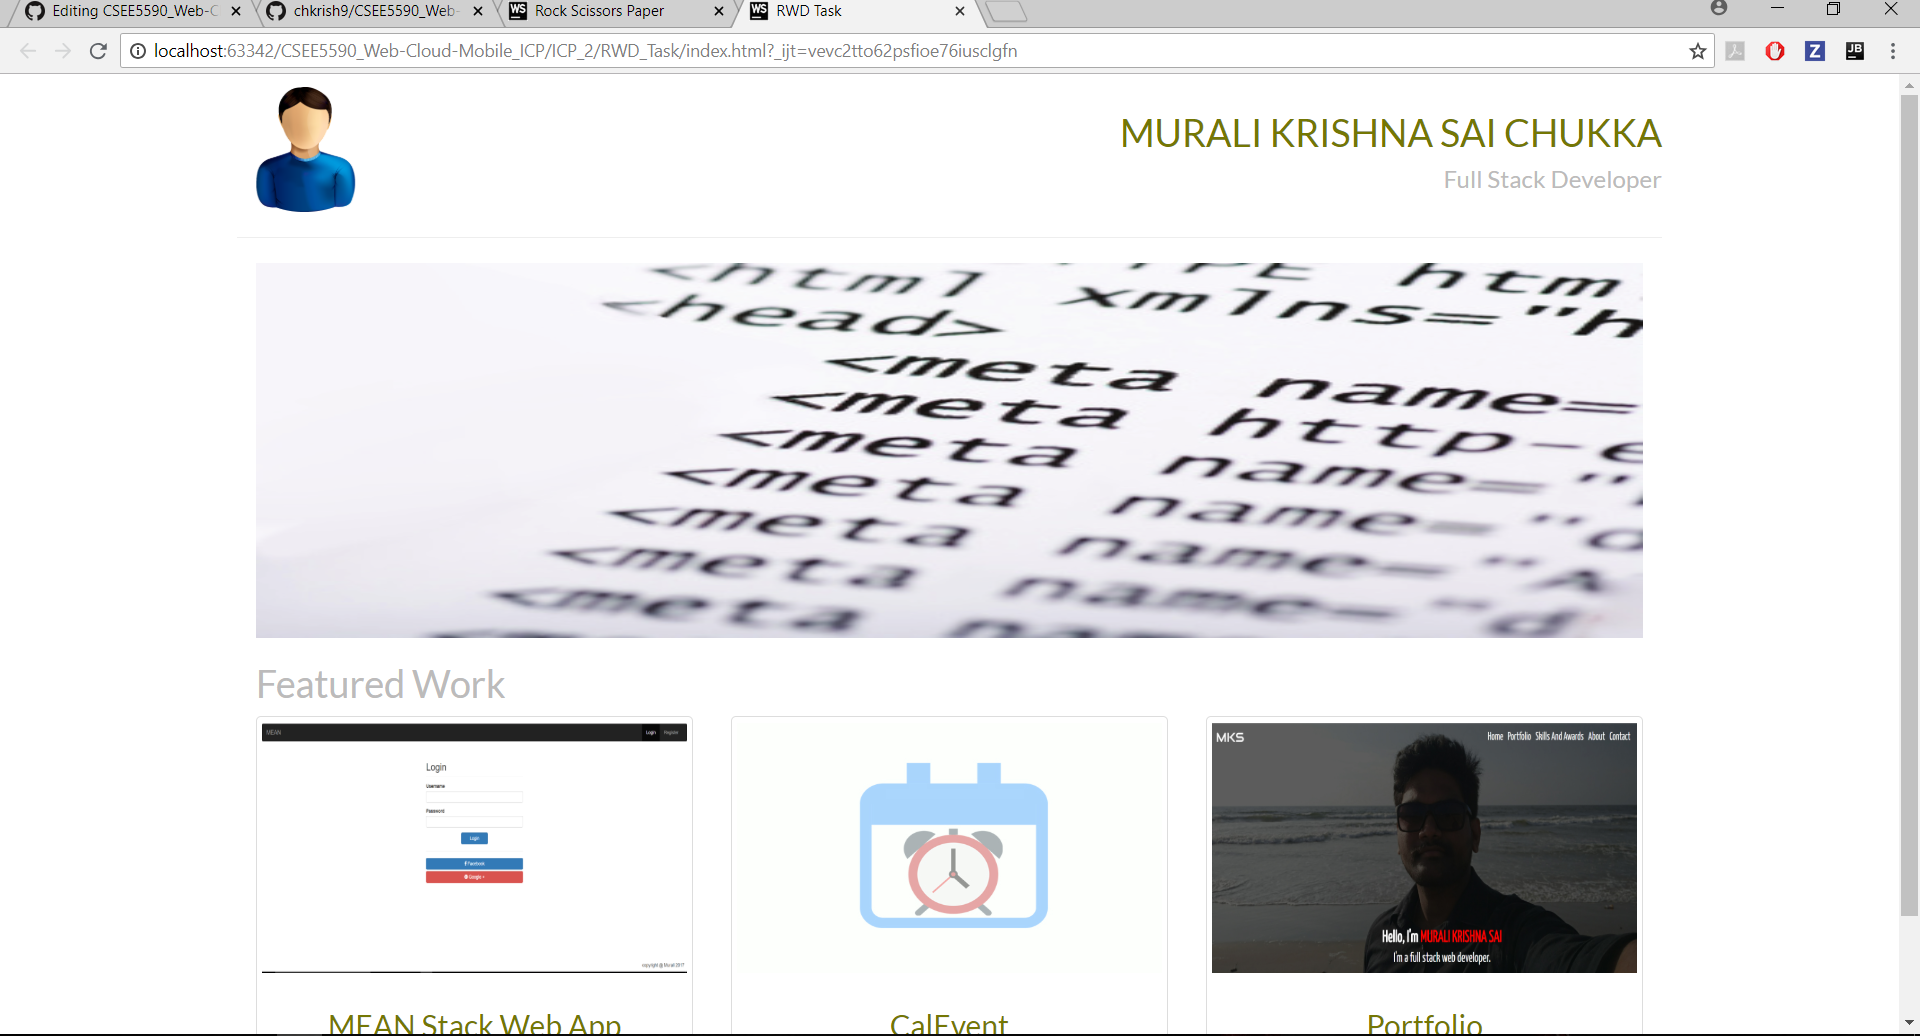 Editing CSEE5590_Web-C
chkrish9/CSEE5590_Web-
WS Rock Scissors Paper
WS RWD Task
localhost:63342/CSEE5590_Web-Cloud-Mobile_ICP/ICP_2/RWD_Task/index.html?_ijt=vevc2tto62psfioe76iusclgfn
Z
JB
MURALI KRISHNA SAI CHUKKA
Full Stack Developer
<html
<head>
xmlns="h
<meta name=
<meta http-e
<meta name="
<meta name="d
<meta name="A
<meta name="d
<meta
Featured Work
MEAN Login Register
Login
Username
Password
Login
Facebook
Google +
copyright @ Murali 2017
MEAN Stack Web App
CalEvent
MKS Home Portfolio Skills And Awards About Contact
Hello, I'm MURALI KRISHNA SAI
I'm a full stack web developer.
Portfolio